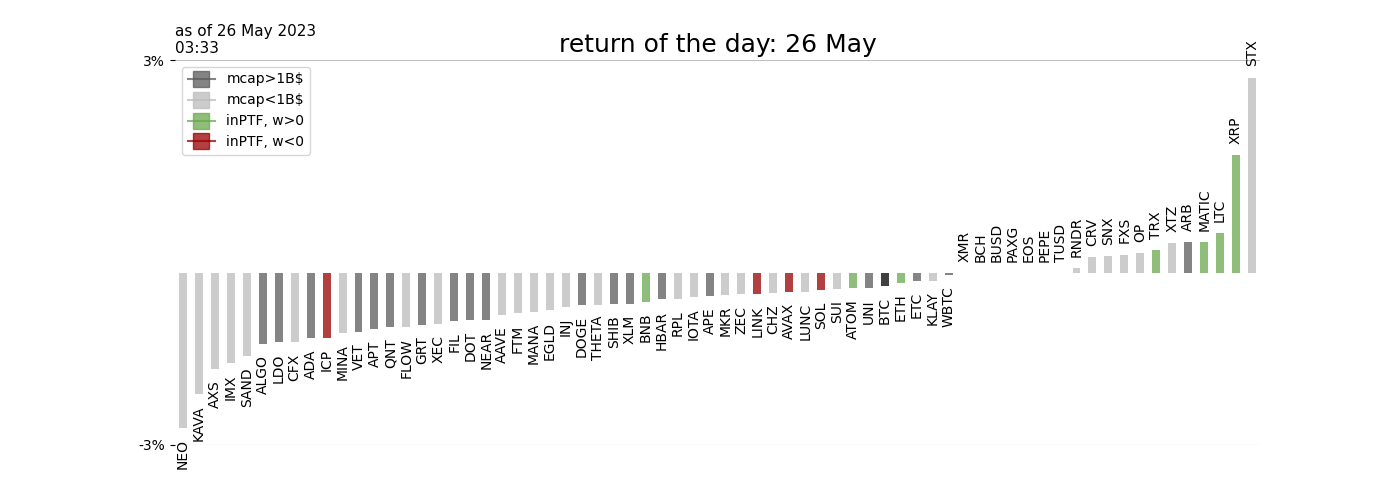 as of 26 May 2023
03:33
return of the day: 26 May
3%
mcap>1B$
mcap<1B$
inPTF, w>0
inPTF, w<0
-3%
NEO
KAVA
AXS
IMX
SAND
ALGO
LDO
CFX
ADA
ICP
MINA
VET
APT
QNT
FLOW
GRT
XEC
FIL
DOT
NEAR
AAVE
FTM
MANA
EGLD
INJ
DOGE
THETA
SHIB
XLM
BNB
HBAR
RPL
IOTA
APE
MKR
ZEC
LINK
CHZ
AVAX
LUNC
SOL
SUI
ATOM
UNI
BTC
ETH
ETC
KLAY
WBTC
XMR
BCH
BUSD
PAXG
EOS
PEPE
TUSD
RNDR
CRV
SNX
FXS
OP
TRX
XTZ
ARB
MATIC
LTC
XRP
STX